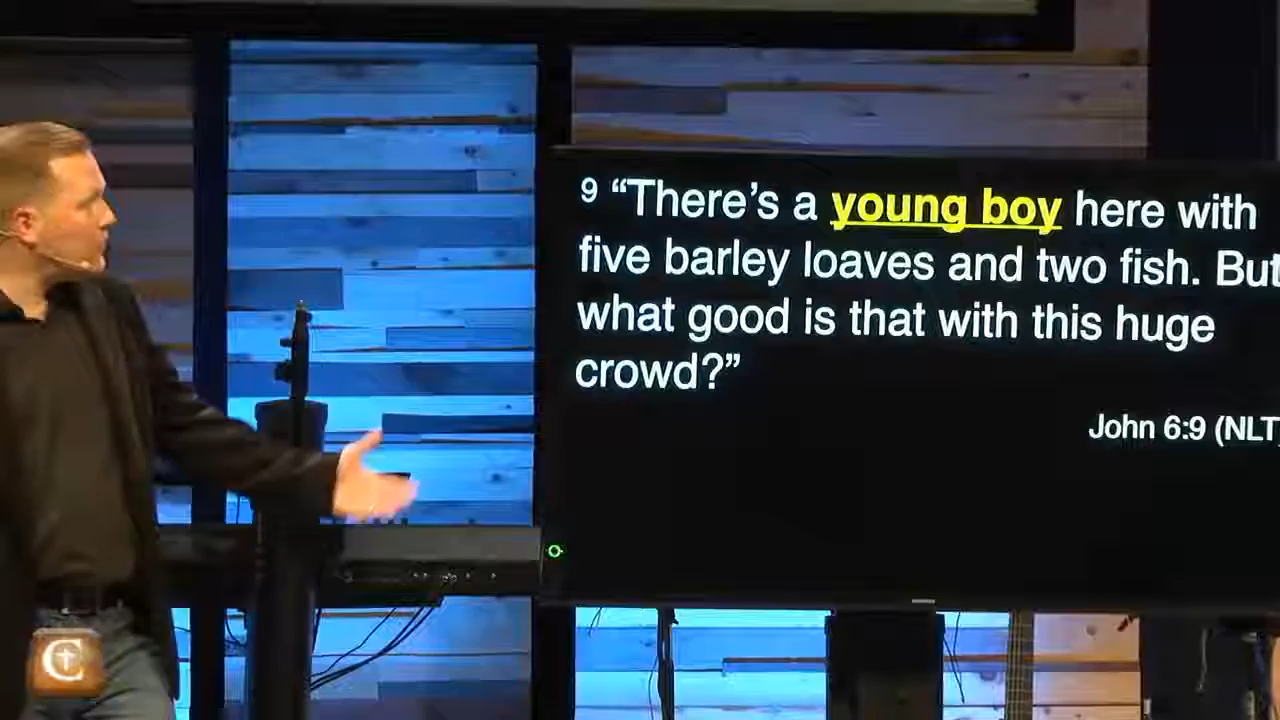 9 “There’s a young boy here with
five barley loaves and two fish. But
what good is that with this huge
crowd?”
John 6:9 (NLT)
C